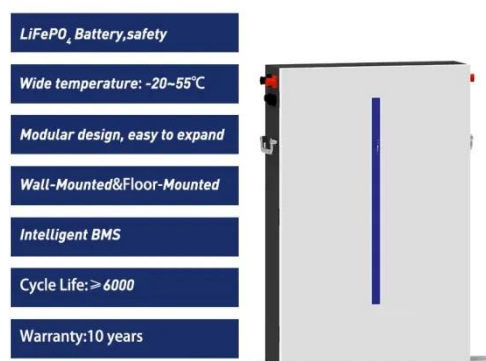 LiFePO₄ Battery,safety
Wide temperature: -20~55℃
Modular design, easy to expand
Wall-Mounted&Floor-Mounted
Intelligent BMS
Cycle Life:≥6000
Warranty:10 years